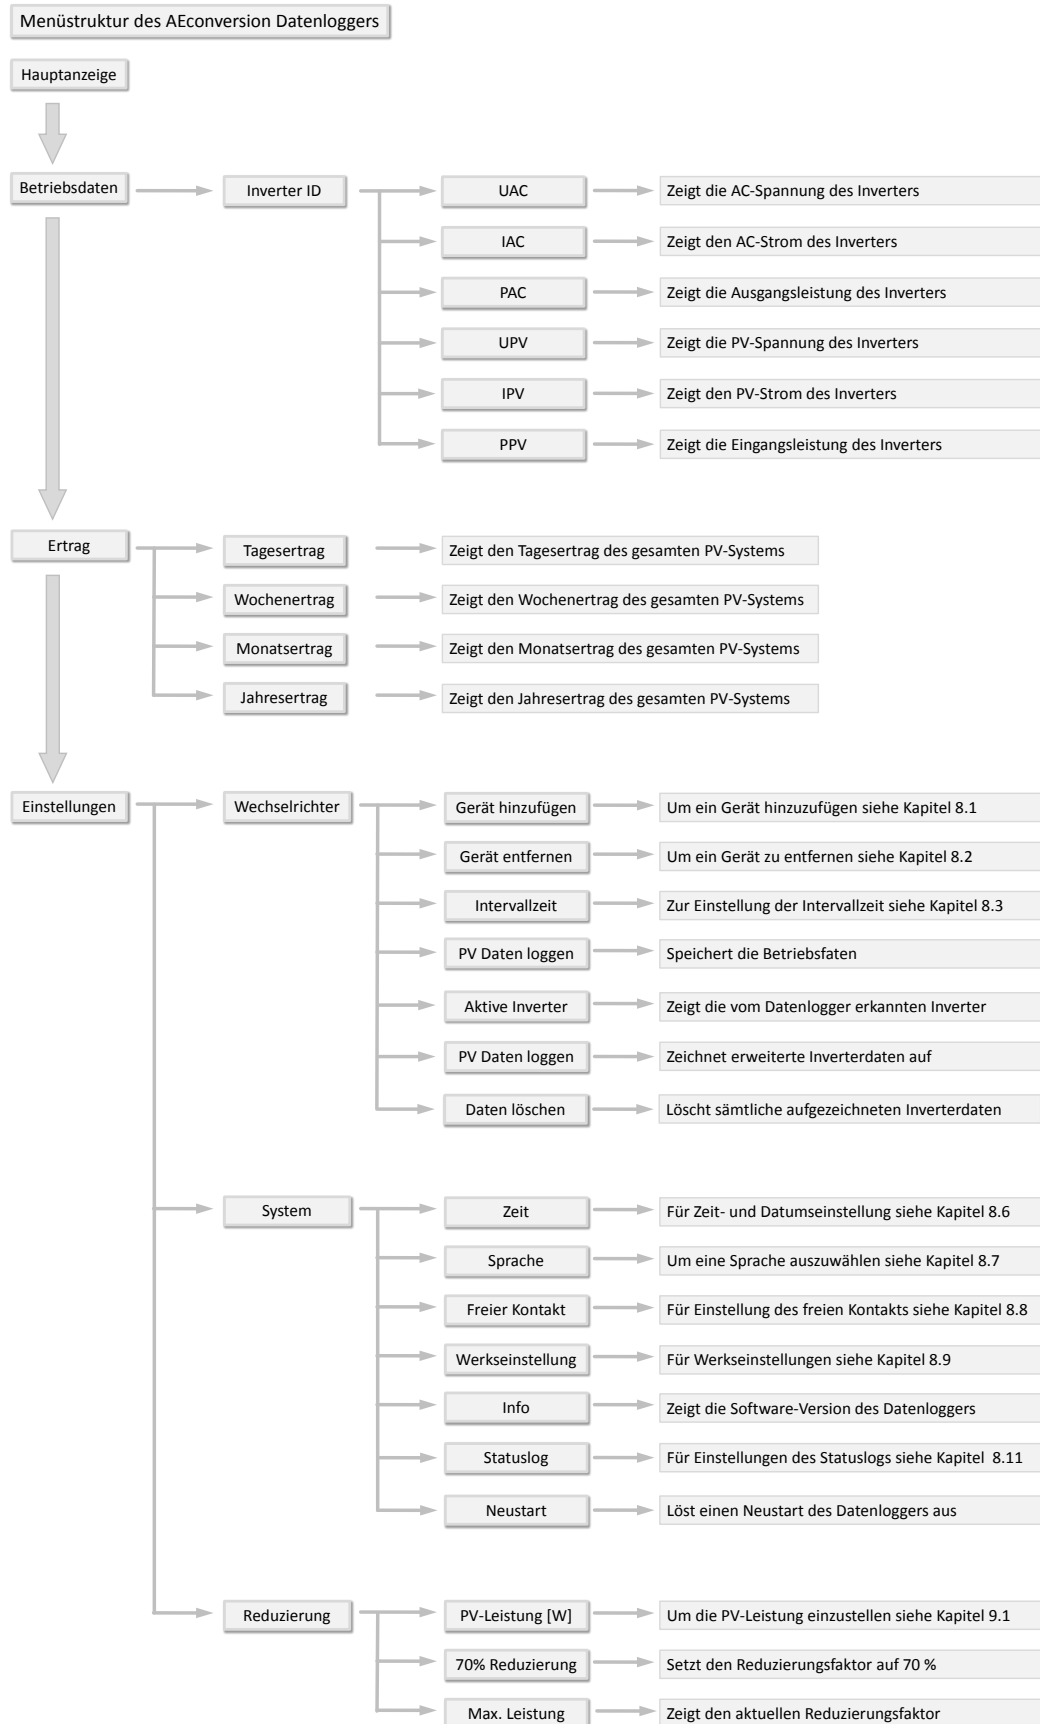 Menüstruktur des AEconversion Datenloggers
Hauptanzeige
Betriebsdaten
Inverter ID
UAC
Zeigt die AC-Spannung des Inverters
IAC
Zeigt den AC-Strom des Inverters
PAC
Zeigt die Ausgangsleistung des Inverters
UPV
Zeigt die PV-Spannung des Inverters
IPV
Zeigt den PV-Strom des Inverters
PPV
Zeigt die Eingangsleistung des Inverters
Ertrag
Tagesertrag
Zeigt den Tagesertrag des gesamten PV-Systems
Wochenertrag
Zeigt den Wochenertrag des gesamten PV-Systems
Monatsertrag
Zeigt den Monatsertrag des gesamten PV-Systems
Jahresertrag
Zeigt den Jahresertrag des gesamten PV-Systems
Einstellungen
Wechselrichter
Gerät hinzufügen
Um ein Gerät hinzuzufügen siehe Kapitel 8.1
Gerät entfernen
Um ein Gerät zu entfernen siehe Kapitel 8.2
Intervallzeit
Zur Einstellung der Intervallzeit siehe Kapitel 8.3
PV Daten loggen
Speichert die Betriebsfaten
Aktive Inverter
Zeigt die vom Datenlogger erkannten Inverter
PV Daten loggen
Zeichnet erweiterte Inverterdaten auf
Daten löschen
Löscht sämtliche aufgezeichneten Inverterdaten
System
Zeit
Für Zeit- und Datumseinstellung siehe Kapitel 8.6
Sprache
Um eine Sprache auszuwählen siehe Kapitel 8.7
Freier Kontakt
Für Einstellung des freien Kontakts siehe Kapitel 8.8
Werkseinstellung
Für Werkseinstellungen siehe Kapitel 8.9
Info
Zeigt die Software-Version des Datenloggers
Statuslog
Für Einstellungen des Statuslogs siehe Kapitel 8.11
Neustart
Löst einen Neustart des Datenloggers aus
Reduzierung
PV-Leistung [W]
Um die PV-Leistung einzustellen siehe Kapitel 9.1
70% Reduzierung
Setzt den Reduzierungsfaktor auf 70 %
Max. Leistung
Zeigt den aktuellen Reduzierungsfaktor